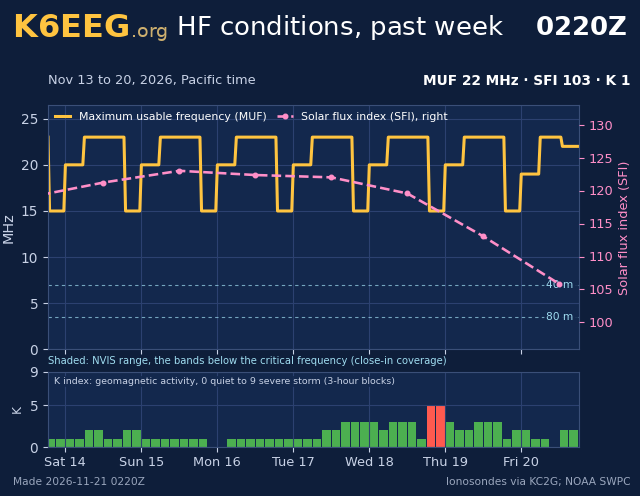 K6EEG.org HF conditions, past week 0220Z
Nov 13 to 20, 2026, Pacific time MUF 22 MHz · SFI 103 · K 1
Maximum usable frequency (MUF) Solar flux index (SFI), right
25
20
15
10
5
0
MHz
130
125
120
115
110
105
100
Solar flux index (SFI)
40 m
80 m
Shaded: NVIS range, the bands below the critical frequency (close-in coverage)
K index: geomagnetic activity, 0 quiet to 9 severe storm (3-hour blocks)
9
5
0
K
Sat 14 Sun 15 Mon 16 Tue 17 Wed 18 Thu 19 Fri 20
Made 2026-11-21 0220Z Ionosondes via KC2G; NOAA SWPC